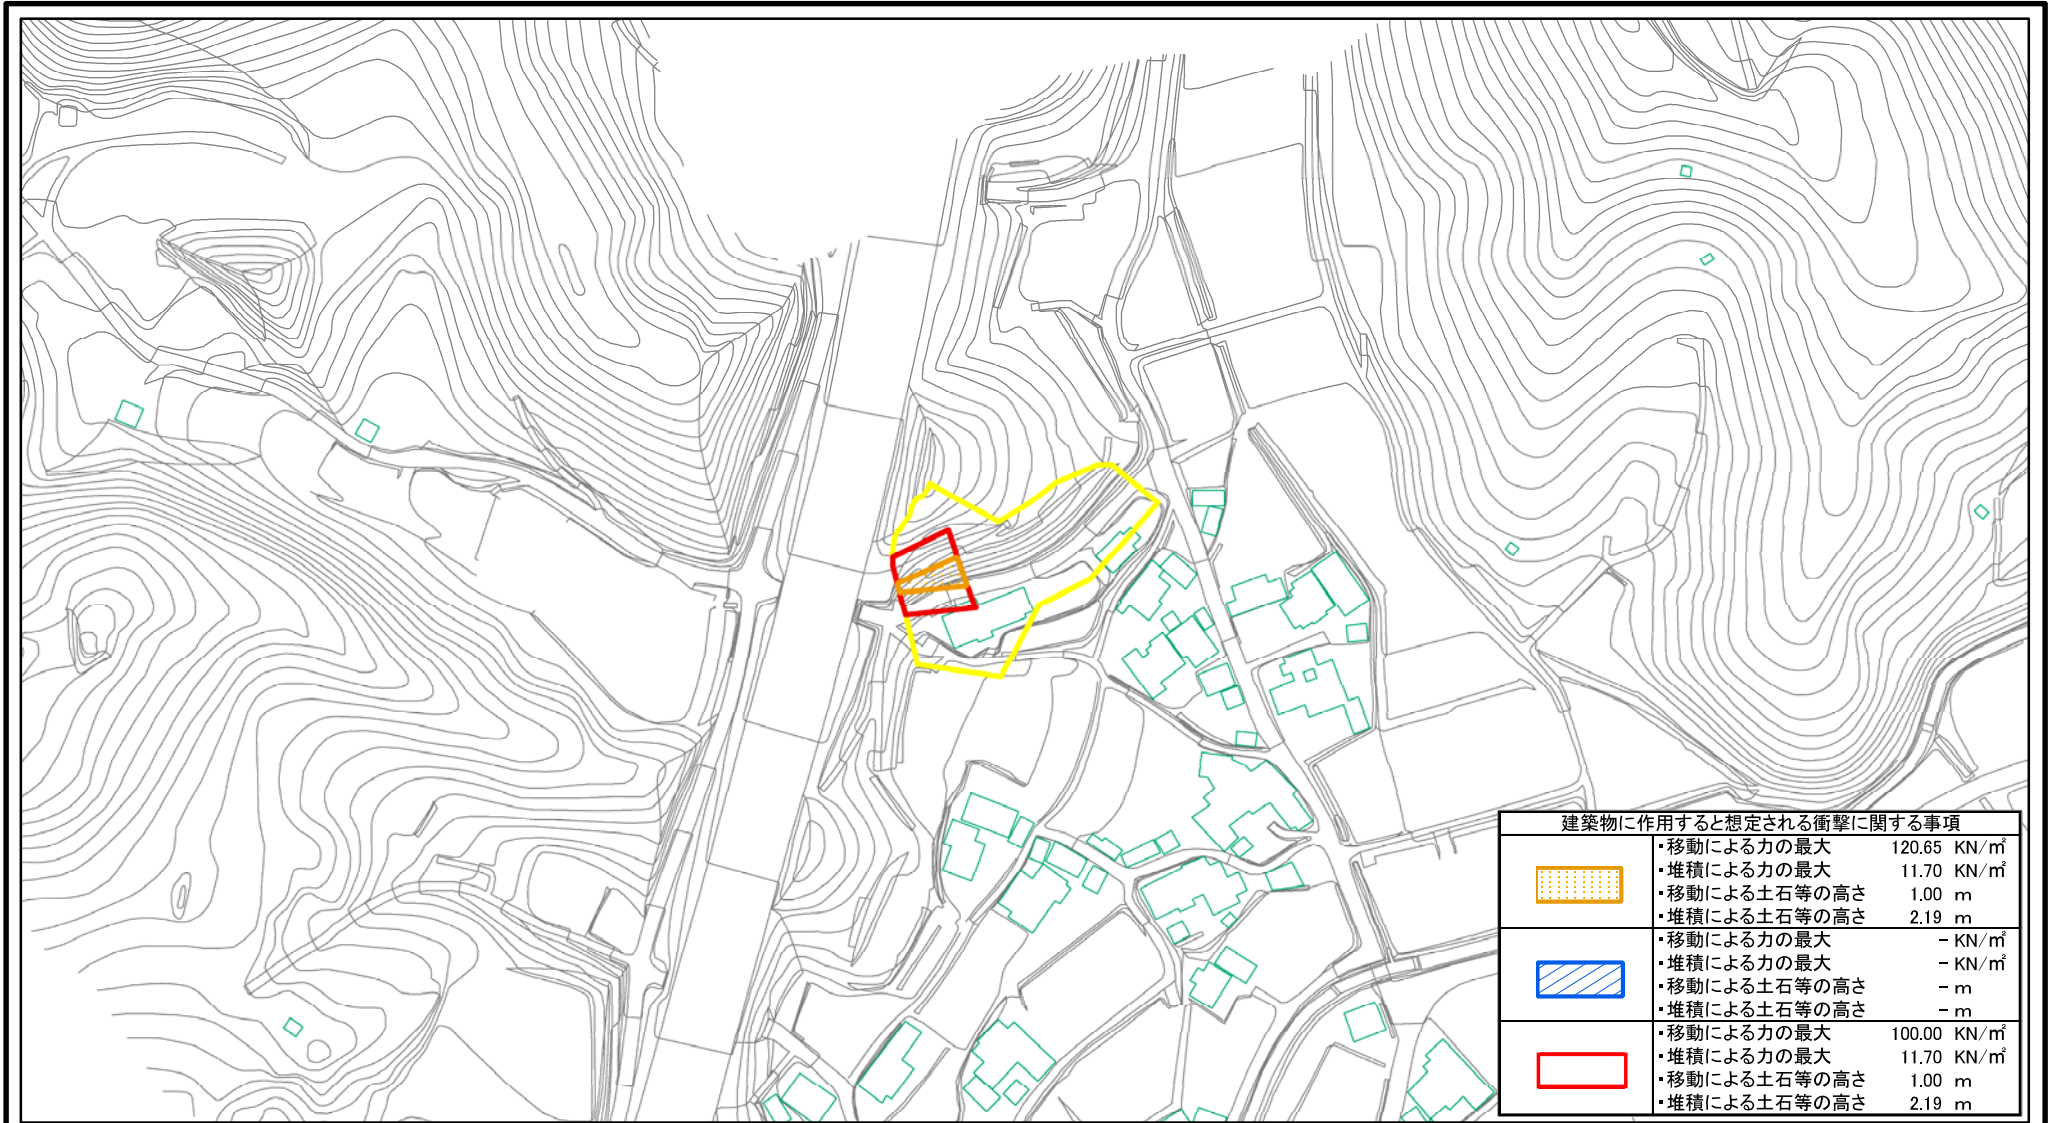 建築物に作用すると想定される衝撃に関する事項
・移動による力の最大 120.65 KN/㎡
・堆積による力の最大 11.70 KN/㎡
・移動による土石等の高さ 1.00 m
・堆積による土石等の高さ 2.19 m
・移動による力の最大 - KN/㎡
・堆積による力の最大 - KN/㎡
・移動による土石等の高さ - m
・堆積による土石等の高さ - m
・移動による力の最大 100.00 KN/㎡
・堆積による力の最大 11.70 KN/㎡
・移動による土石等の高さ 1.00 m
・堆積による土石等の高さ 2.19 m